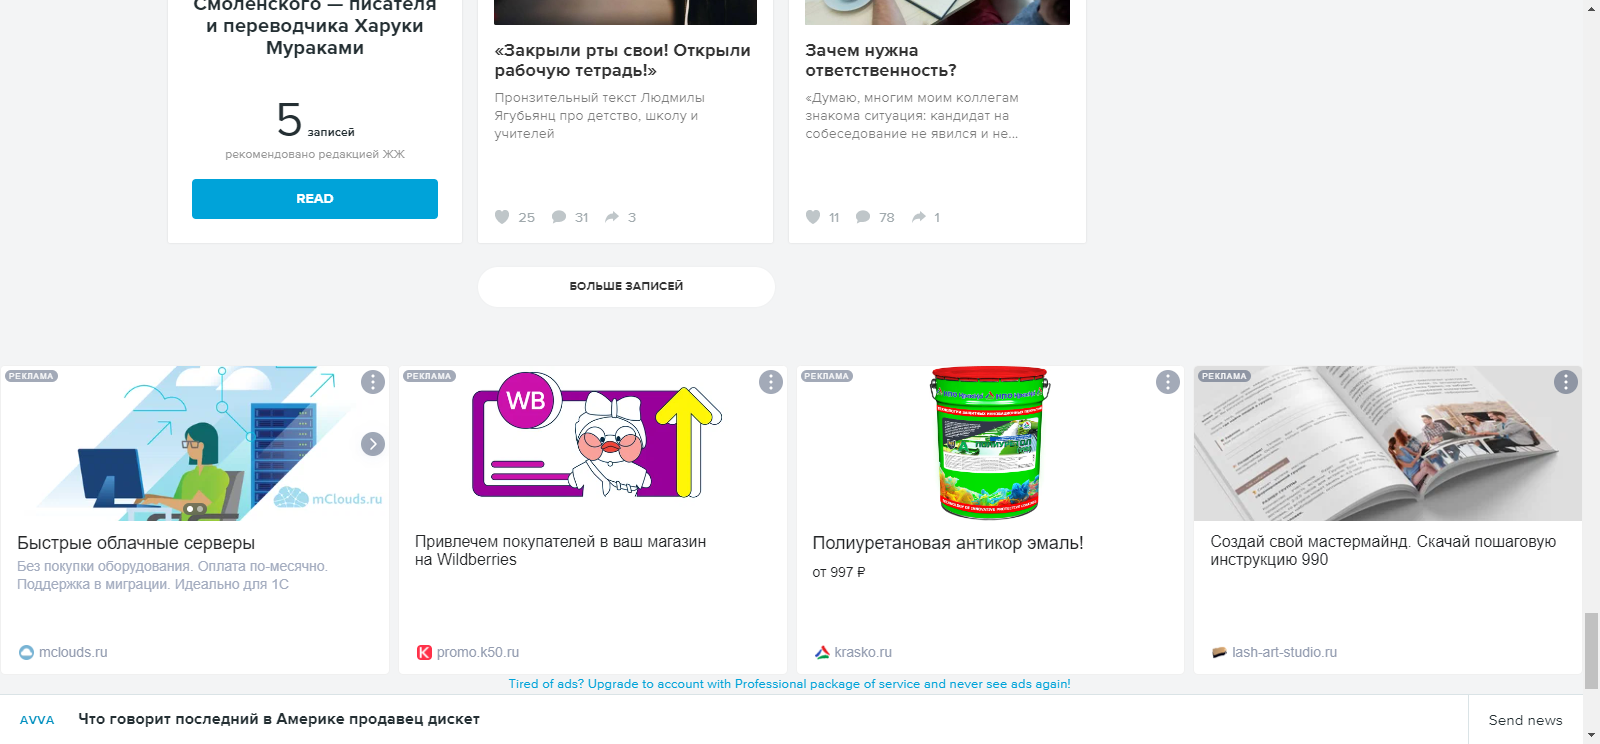 Смоленского — писателя
и переводчика Харуки
Мураками
5 записей
рекомендовано редакцией ЖЖ
READ
«Закрыли рты свои! Открыли
рабочую тетрадь!»
Пронзительный текст Людмилы
Ягубьянц про детство, школу и
учителей
25 31 3
Зачем нужна
ответственность?
«Думаю, многим моим коллегам
знакома ситуация: кандидат на
собеседование не явился и не...
11 78 1
БОЛЬШЕ ЗАПИСЕЙ
РЕКЛАМА
mClouds.ru
Быстрые облачные серверы
Без покупки оборудования. Оплата по-месячно.
Поддержка в миграции. Идеально для 1С
mclouds.ru
РЕКЛАМА
WB
Привлечем покупателей в ваш магазин
на Wildberries
promo.k50.ru
РЕКЛАМА
Полиуретановая антикор эмаль!
от 997 ₽
krasko.ru
РЕКЛАМА
Создай свой мастермайнд. Скачай пошаговую
инструкцию 990
lash-art-studio.ru
Tired of ads? Upgrade to account with Professional package of service and never see ads again!
AVVA Что говорит последний в Америке продавец дискет
Send news